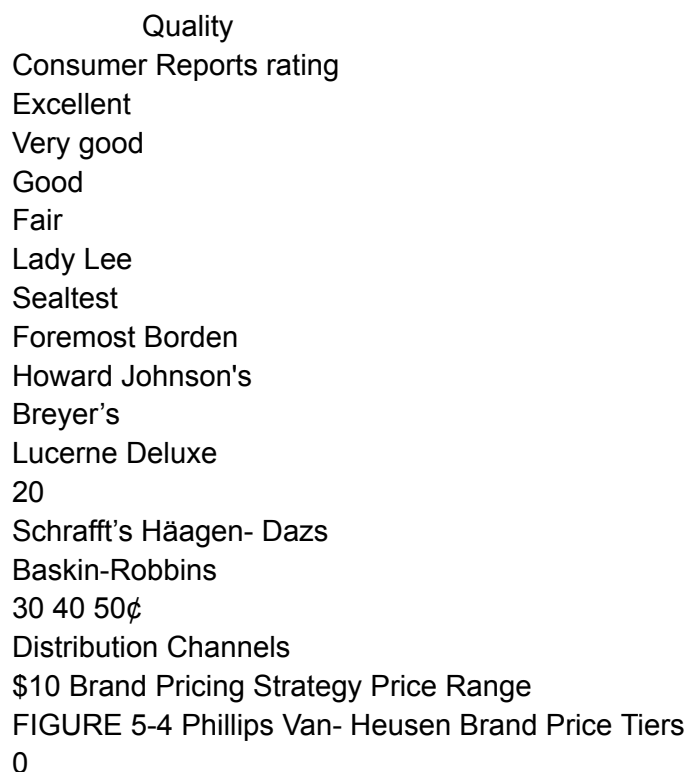 Quality
Consumer Reports rating
Excellent
Very good
Good
Fair
Lady Lee
Sealtest
Foremost Borden
Howard Johnson's
Breyer’s
Lucerne Deluxe
20
Schrafft’s Häagen- Dazs
Baskin-Robbins
30 40 50¢
Distribution Channels
$10 Brand Pricing Strategy Price Range
FIGURE 5-4 Phillips Van- Heusen Brand Price Tiers
0